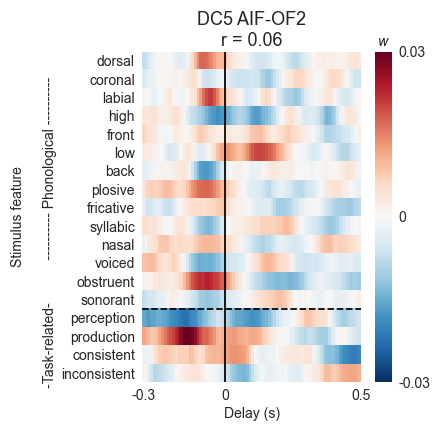 DC5 AIF-OF2
r = 0.06
w
Stimulus feature
---------- Phonological ----------
-Task-related-
dorsal
coronal
labial
high
front
low
back
plosive
fricative
syllabic
nasal
voiced
obstruent
sonorant
perception
production
consistent
inconsistent
0.03
0
-0.03
-0.3
0
0.5
Delay (s)